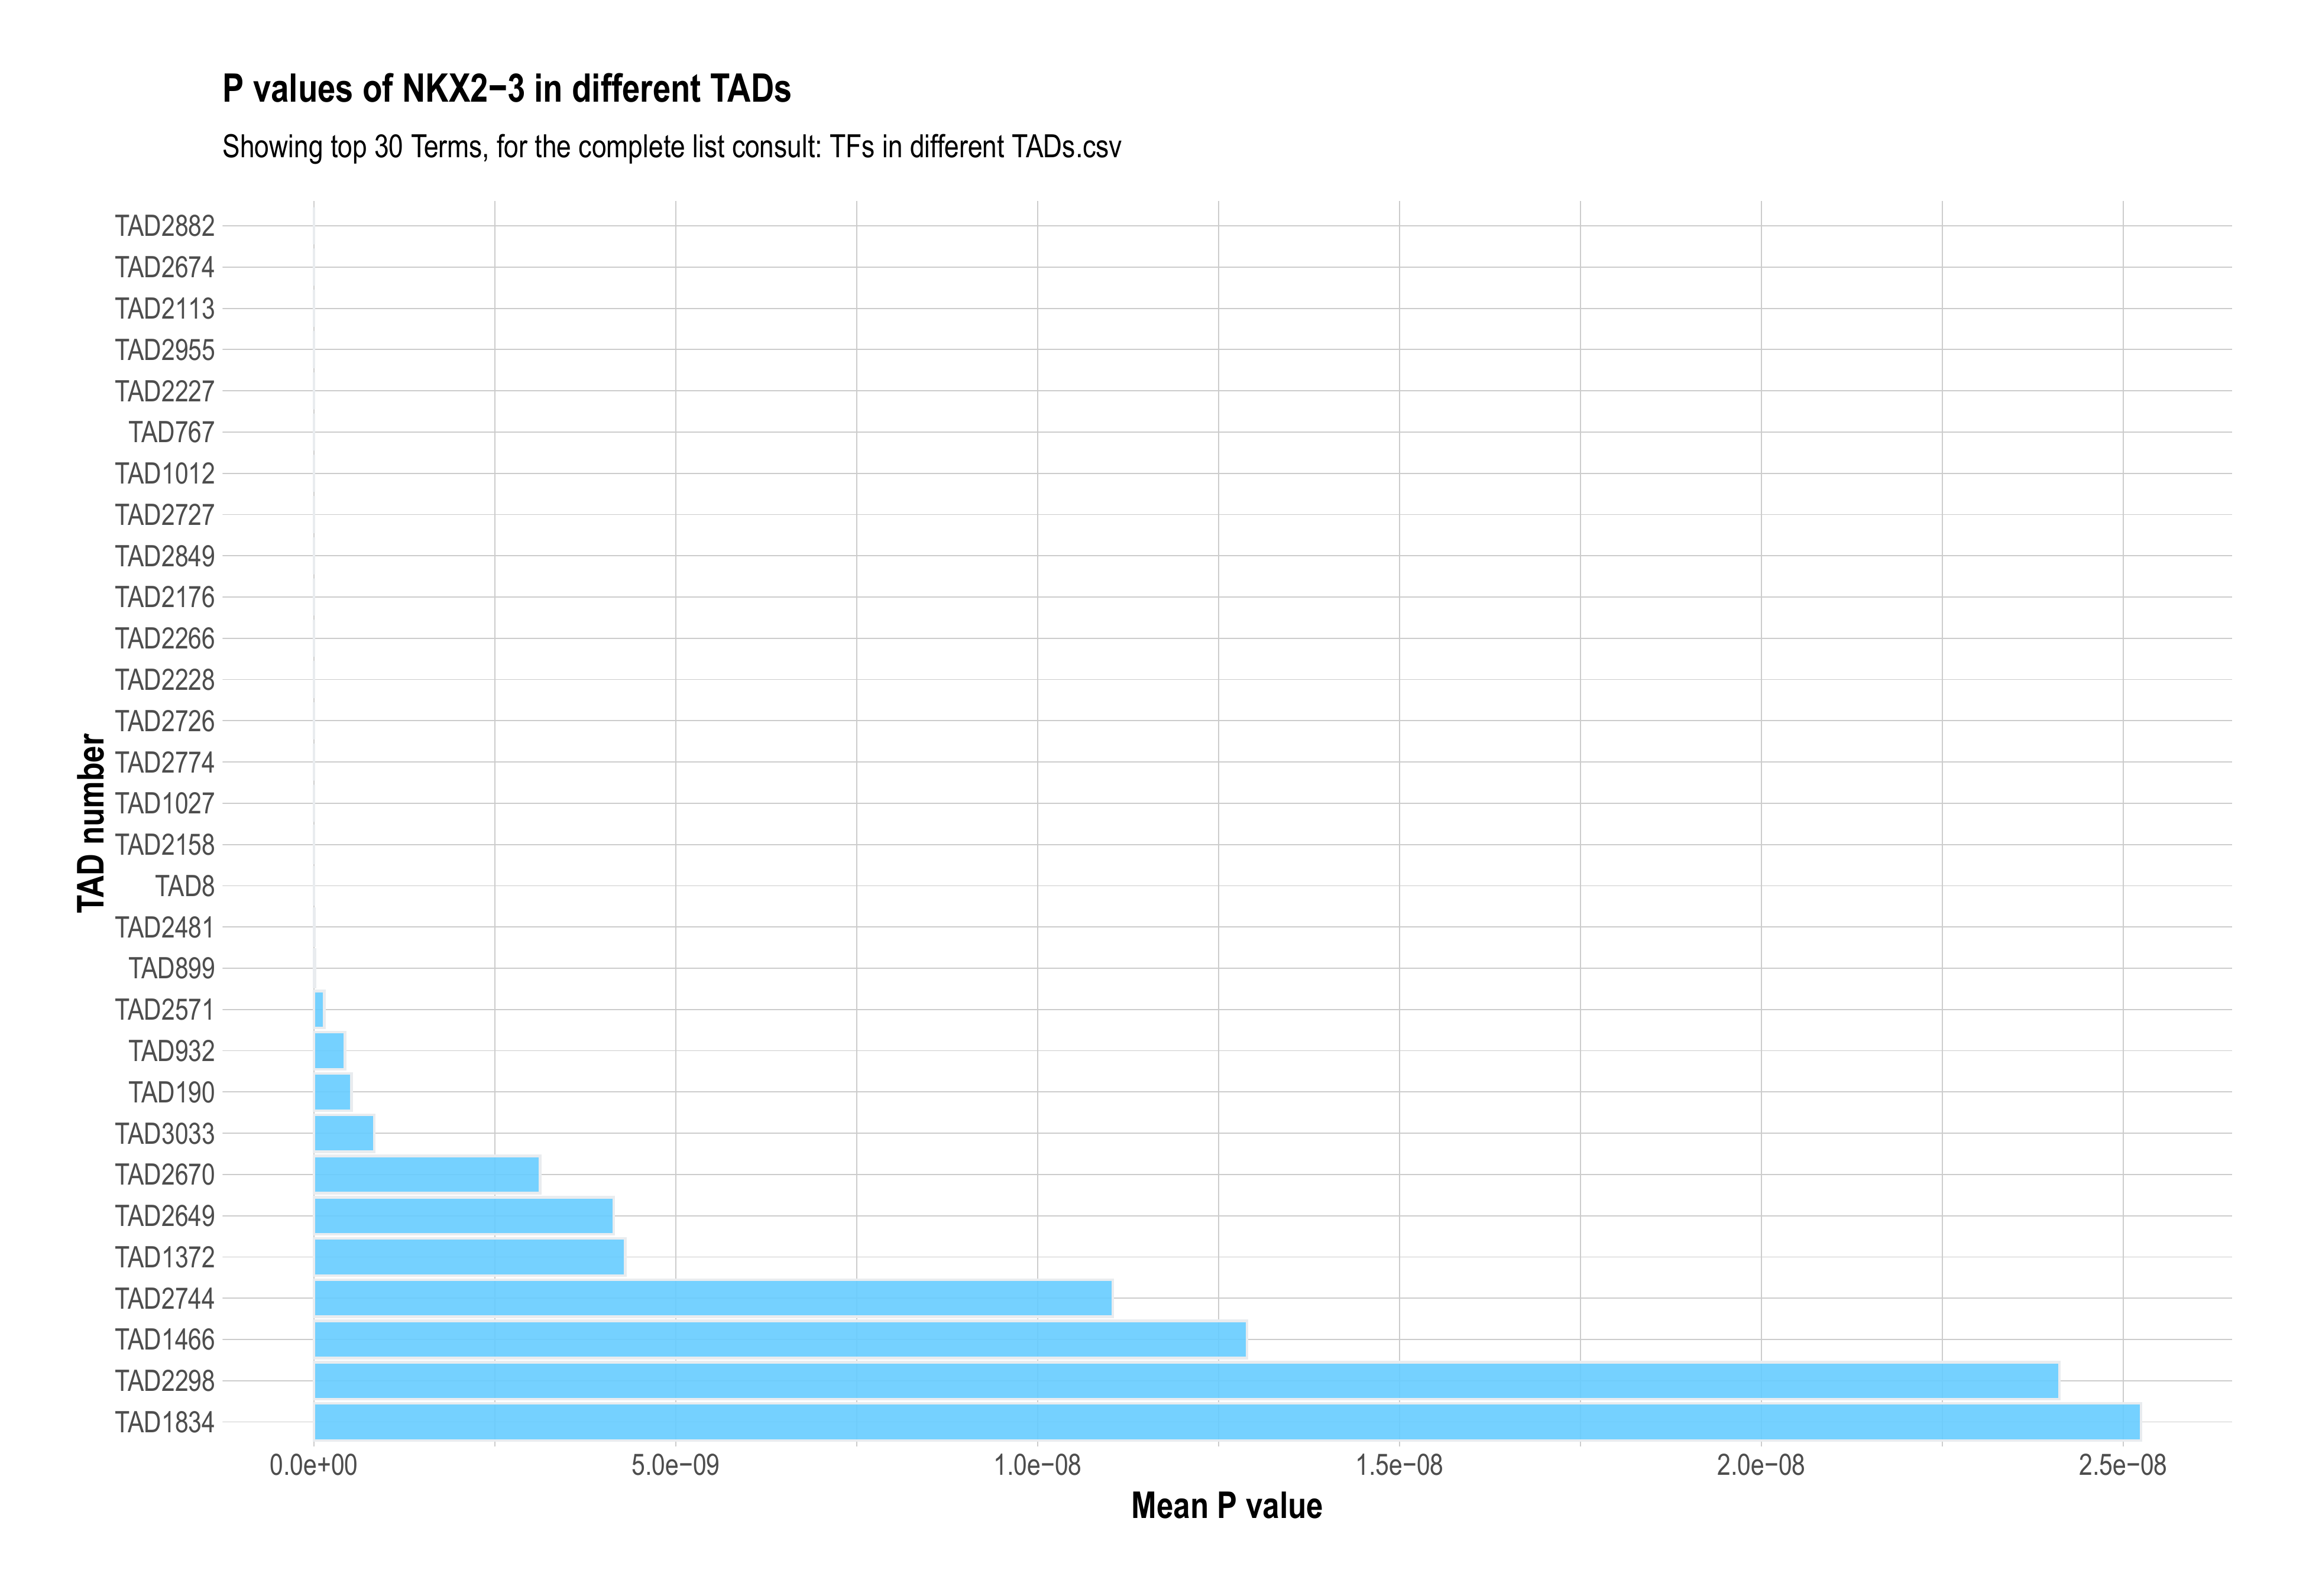 P values of NKX2−3 in different TADs
Showing top 30 Terms, for the complete list consult: TFs in different TADs.csv
TAD number
TAD2882
TAD2674
TAD2113
TAD2955
TAD2227
TAD767
TAD1012
TAD2727
TAD2849
TAD2176
TAD2266
TAD2228
TAD2726
TAD2774
TAD1027
TAD2158
TAD8
TAD2481
TAD899
TAD2571
TAD932
TAD190
TAD3033
TAD2670
TAD2649
TAD1372
TAD2744
TAD1466
TAD2298
TAD1834
0.0e+00 5.0e−09 1.0e−08 1.5e−08 2.0e−08 2.5e−08
Mean P value